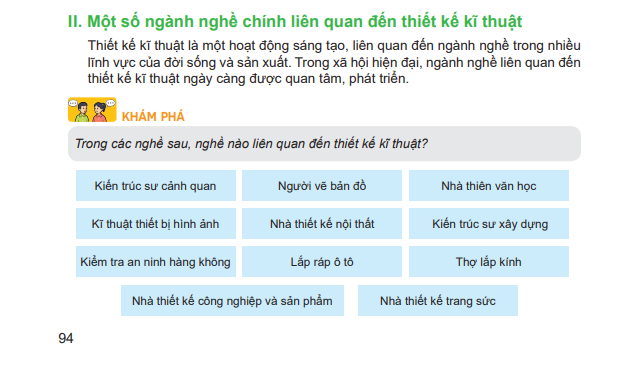 II. Một số ngành nghề chính liên quan đến thiết kế kĩ thuật
Thiết kế kĩ thuật là một hoạt động sáng tạo, liên quan đến ngành nghề trong nhiều
lĩnh vực của đời sống và sản xuất. Trong xã hội hiện đại, ngành nghề liên quan đến
thiết kế kĩ thuật ngày càng được quan tâm, phát triển.
KHÁM PHÁ
Trong các nghề sau, nghề nào liên quan đến thiết kế kĩ thuật?
Kiến trúc sư cảnh quan
Người vẽ bản đồ
Nhà thiên văn học
Kĩ thuật thiết bị hình ảnh
Nhà thiết kế nội thất
Kiến trúc sư xây dựng
Kiểm tra an ninh hàng không
Lắp ráp ô tô
Thợ lắp kính
Nhà thiết kế công nghiệp và sản phẩm
Nhà thiết kế trang sức
94